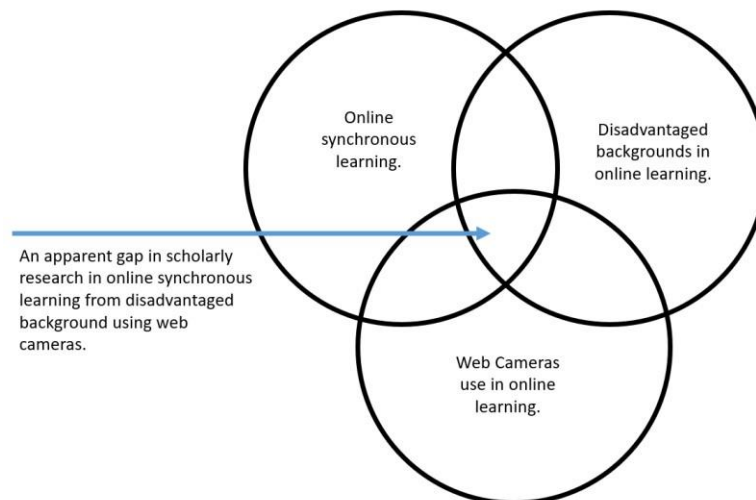 Online
synchronous
learning.
Disadvantaged
backgrounds in
online learning.
An apparent gap in scholarly
research in online synchronous
learning from disadvantaged
background using web
cameras.
Web Cameras
use in online
learning.